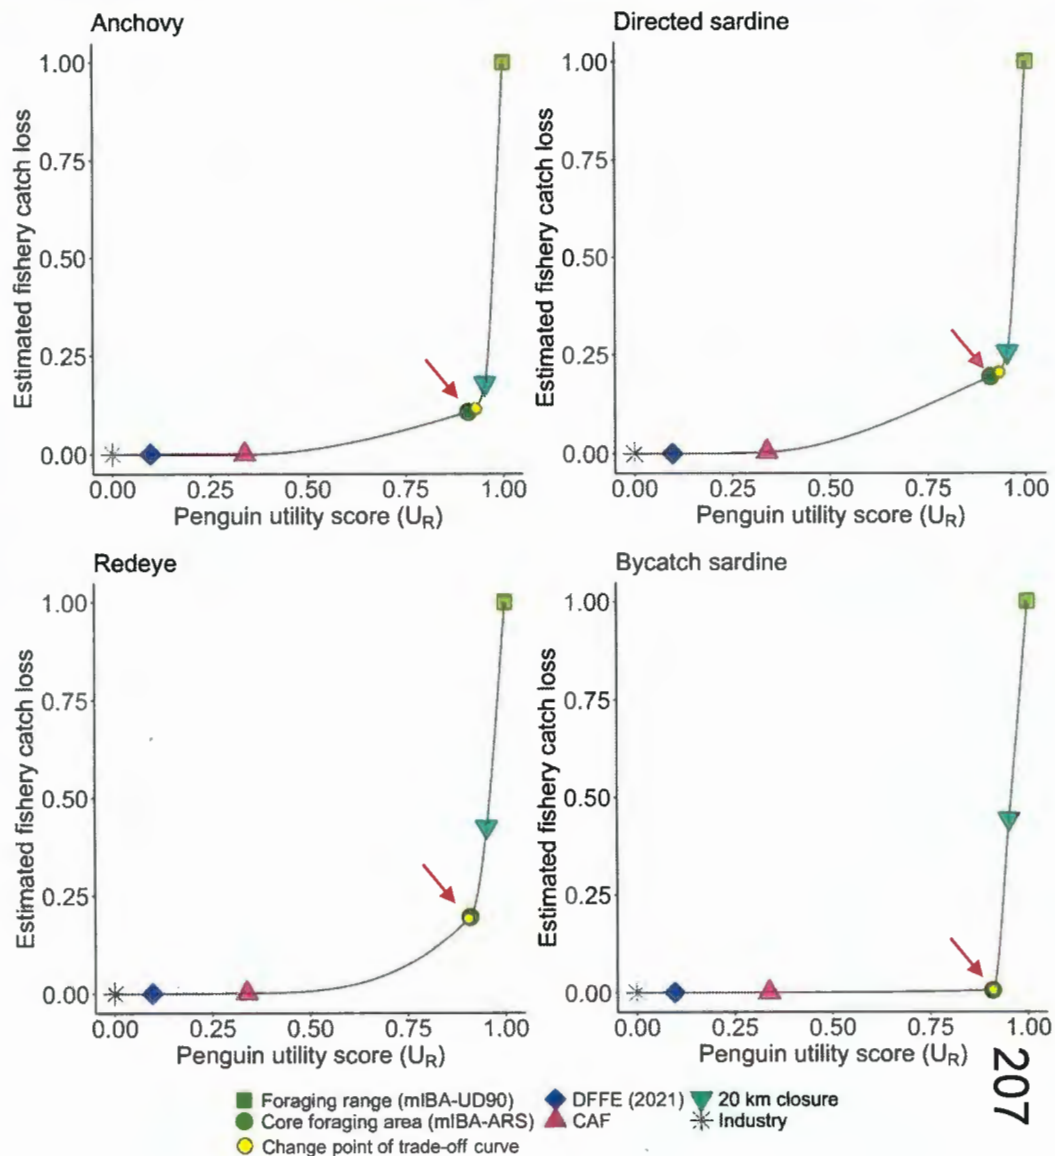 Anchovy
Estimated fishery catch loss
1.00
0.75
0.50
0.25
0.00
0.00 0.25 0.50 0.75 1.00
Penguin utility score (UR)
Directed sardine
Estimated fishery catch loss
1.00
0.75
0.50
0.25
0.00
0.00 0.25 0.50 0.75 1.00
Penguin utility score (UR)
Redeye
Estimated fishery catch loss
1.00
0.75
0.50
0.25
0.00
0.00 0.25 0.50 0.75 1.00
Penguin utility score (UR)
Bycatch sardine
Estimated fishery catch loss
1.00
0.75
0.50
0.25
0.00
0.00 0.25 0.50 0.75 1.00
Penguin utility score (UR)
207
Foraging range (mIBA-UD90) DFFE (2021) 20 km closure
Core foraging area (mIBA-ARS) CAF Industry
Change point of trade-off curve